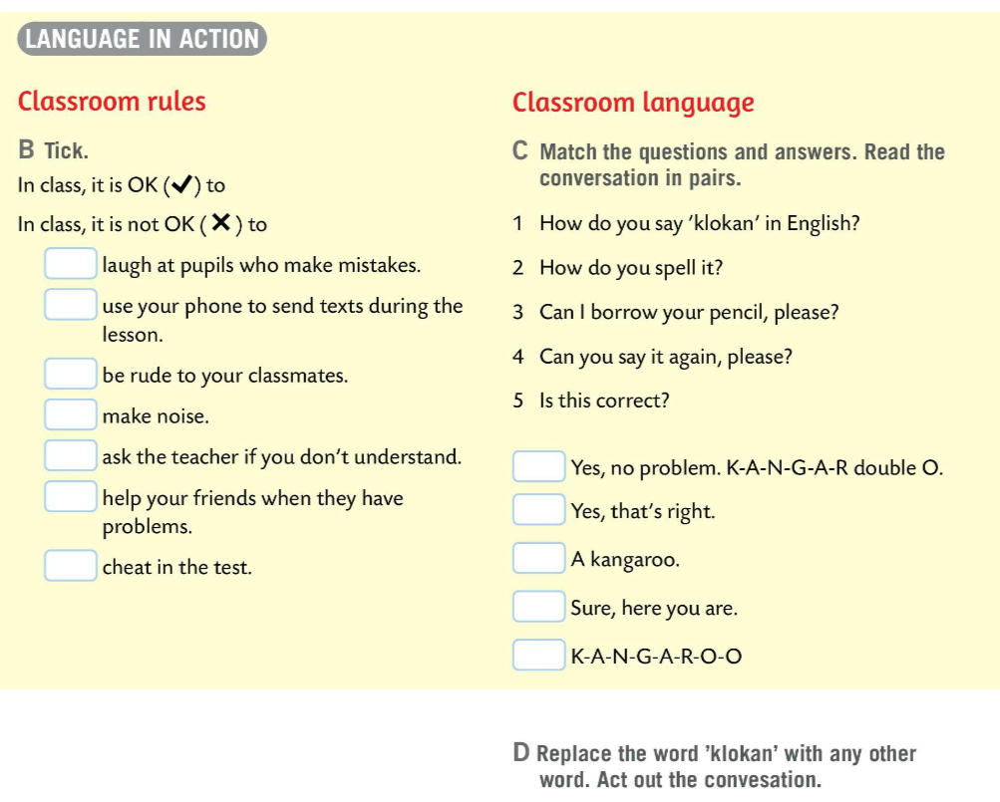 LANGUAGE IN ACTION
Classroom rules
B Tick.
In class, it is OK (✔) to
In class, it is not OK (✕) to
laugh at pupils who make mistakes.
use your phone to send texts during the
lesson.
be rude to your classmates.
make noise.
ask the teacher if you don't understand.
help your friends when they have
problems.
cheat in the test.
Classroom language
C Match the questions and answers. Read the
conversation in pairs.
1 How do you say 'klokan' in English?
2 How do you spell it?
3 Can I borrow your pencil, please?
4 Can you say it again, please?
5 Is this correct?
Yes, no problem. K-A-N-G-A-R double O.
Yes, that's right.
A kangaroo.
Sure, here you are.
K-A-N-G-A-R-O-O
D Replace the word 'klokan' with any other
word. Act out the convesation.